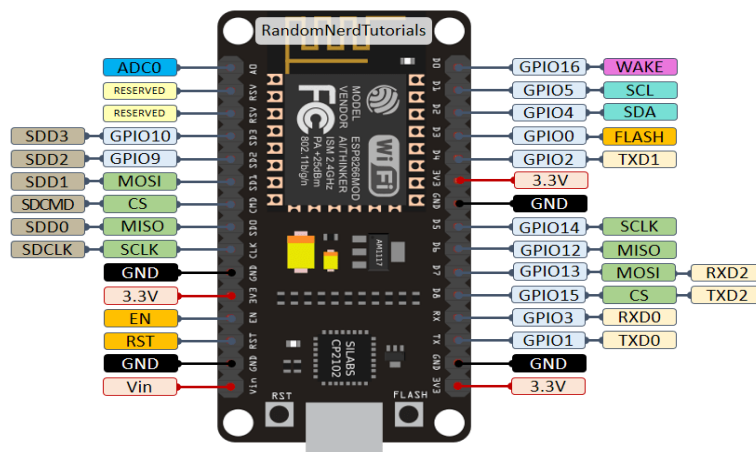 RandomNerdTutorials
ADC0
RESERVED
RESERVED
SDD3 GPIO10
SDD2 GPIO9
SDD1 MOSI
SDCMD CS
SDD0 MISO
SDCLK SCLK
GND
3.3V
EN
RST
GND
Vin
A0
RSV
RSV
SD3
SD2
SD1
CMD
SD0
CLK
GND
3V3
EN
RST
GND
Vin
MODEL
VENDOR
ESP8266MOD
AI/THINKER
ISM 2.4GHz
PA +25dBm
802.11b/g/n
FC
WiFi
AM1117
SILABS
CP2102
RST
FLASH
D0
D1
D2
D3
D4
3V3
GND
D5
D6
D7
D8
RX
TX
GND
3V3
GPIO16 WAKE
GPIO5 SCL
GPIO4 SDA
GPIO0 FLASH
GPIO2 TXD1
3.3V
GND
GPIO14 SCLK
GPIO12 MISO
GPIO13 MOSI RXD2
GPIO15 CS TXD2
GPIO3 RXD0
GPIO1 TXD0
GND
3.3V